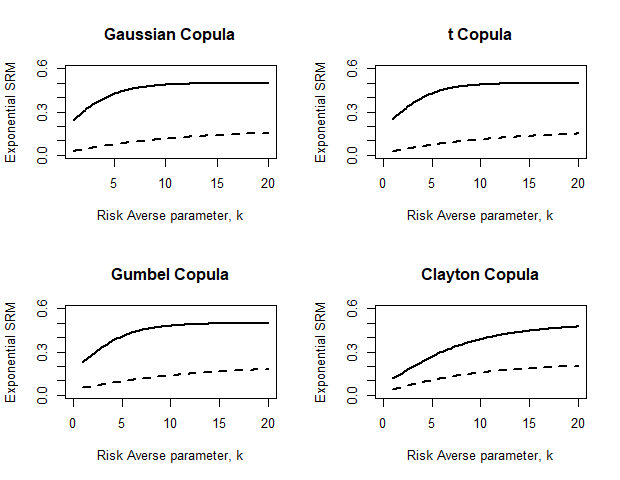 Gaussian Copula
Exponential SRM
0.0 0.3 0.6
5 10 15 20
Risk Averse parameter, k
t Copula
Exponential SRM
0.0 0.3 0.6
0 5 10 15 20
Risk Averse parameter, k
Gumbel Copula
Exponential SRM
0.0 0.3 0.6
0 5 10 15 20
Risk Averse parameter, k
Clayton Copula
Exponential SRM
0.0 0.3 0.6
0 5 10 15 20
Risk Averse parameter, k